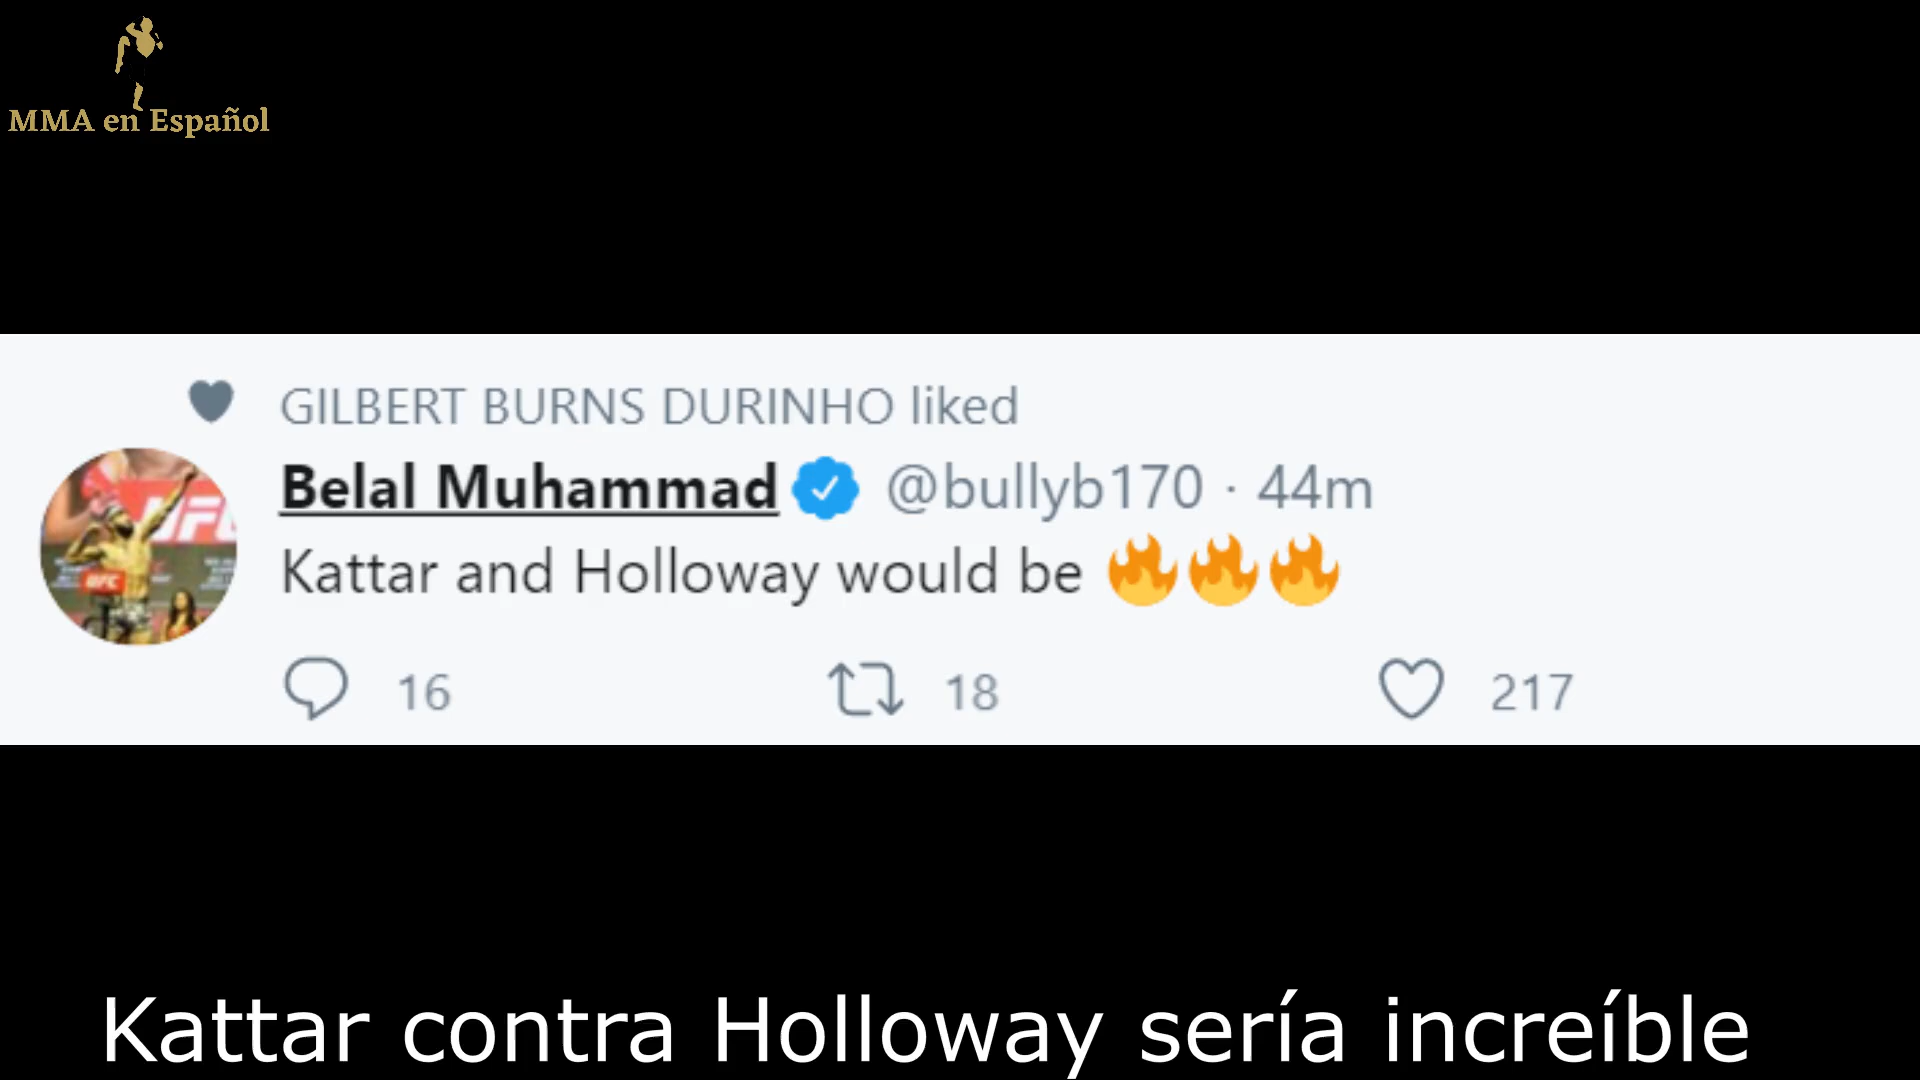 MMA en Español
GILBERT BURNS DURINHO liked
Belal Muhammad @bullyb170 · 44m
Kattar and Holloway would be 🔥🔥🔥
16 18 217
Kattar contra Holloway sería increíble